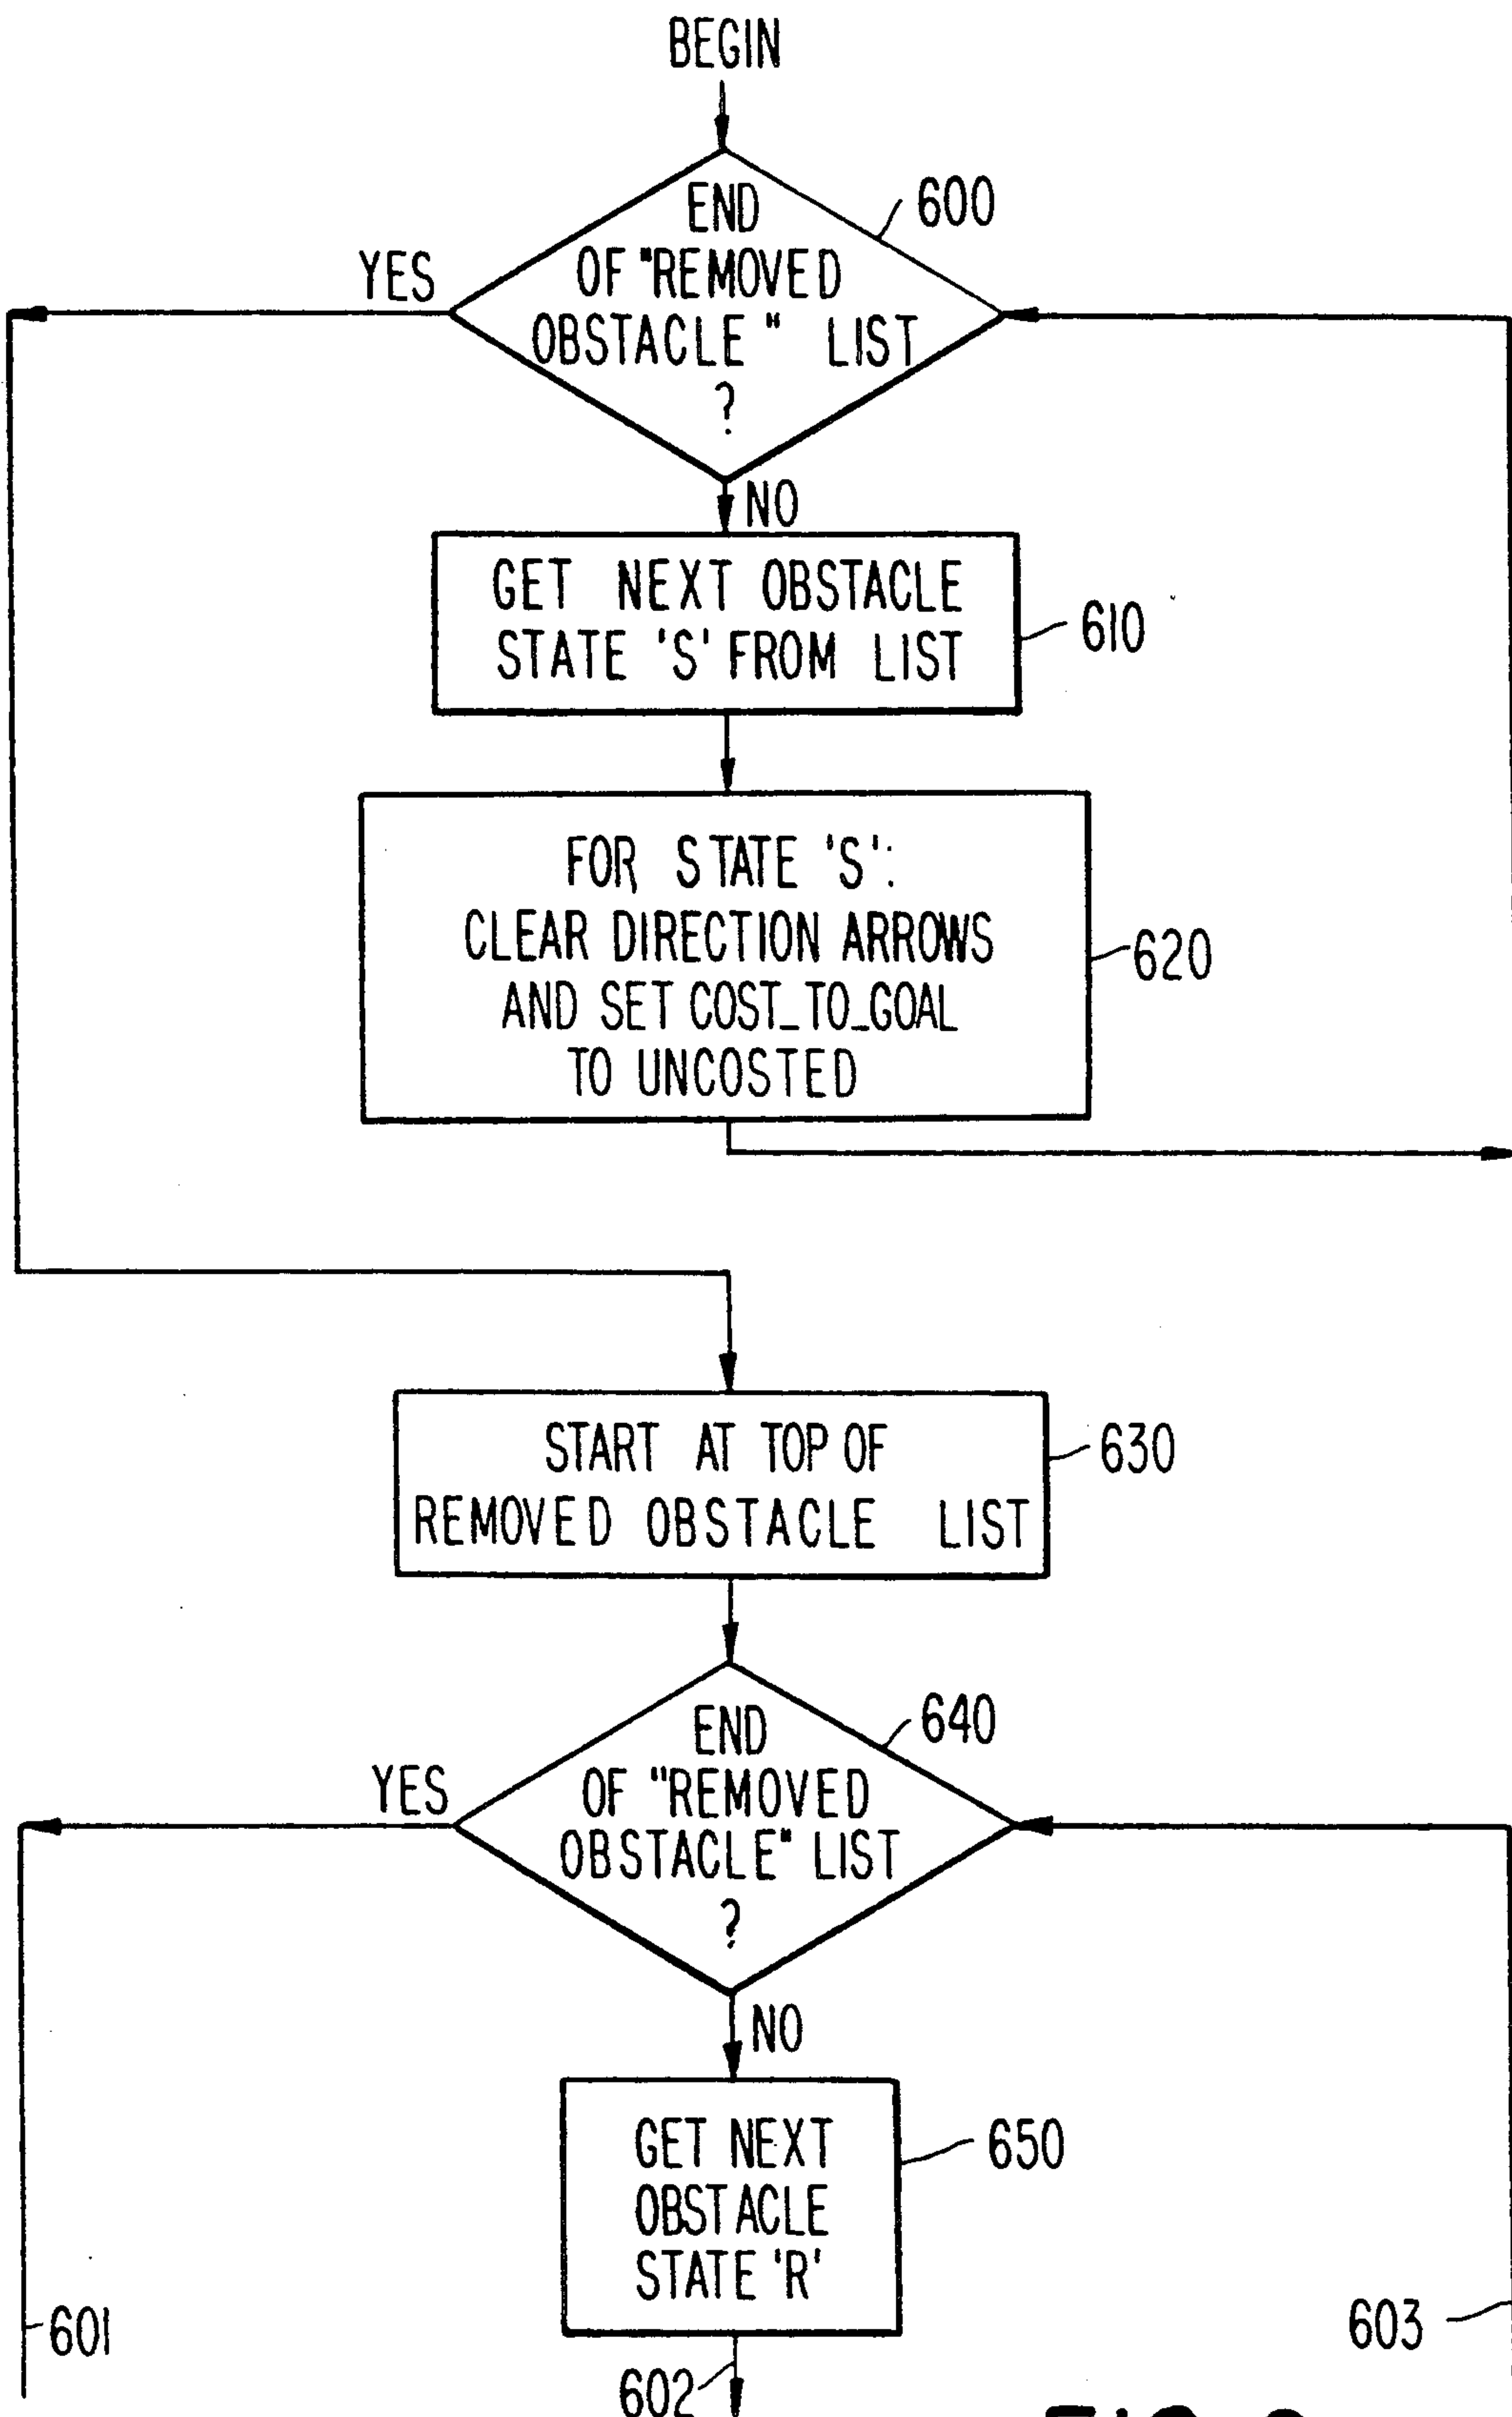 BEGIN
END
OF "REMOVED
OBSTACLE" LIST
?
600
YES
NO
GET NEXT OBSTACLE
STATE 'S' FROM LIST
610
FOR STATE 'S':
CLEAR DIRECTION ARROWS
AND SET COST_TO_GOAL
TO UNCOSTED
620
START AT TOP OF
REMOVED OBSTACLE LIST
630
END
OF "REMOVED
OBSTACLE" LIST
?
640
YES
NO
GET NEXT
OBSTACLE
STATE 'R'
650
601
602
603